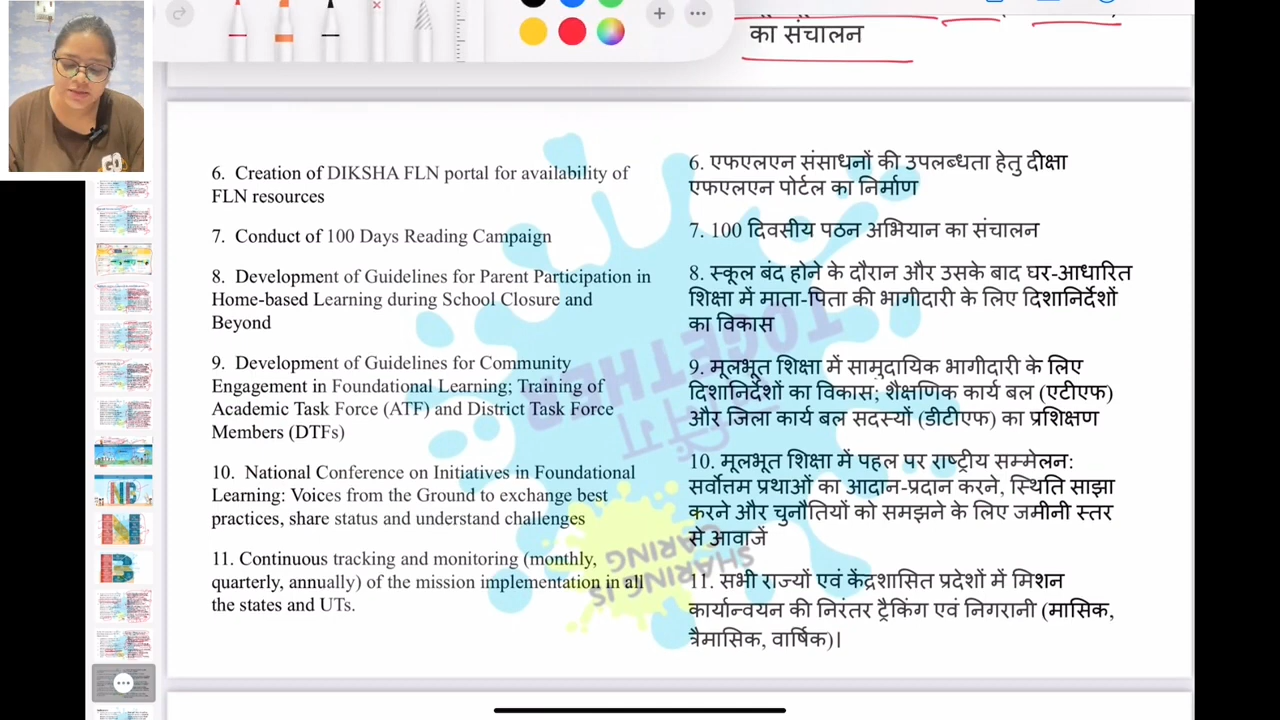 का संचालन
6. Creation of DIKSHA FLN portal for availability of
FLN resources
7. Conduct of 100 Days Reading Campaign
8. Development of Guidelines for Parent Participation in
Home-based Learning during School Closure and
Beyond
9. Development of Guidelines on Community
Engagement in Foundational Learning; Training of
Academic Task Force (ATF) and District Task Force
Members (DTFs)
10. National Conference on Initiatives in Foundational
Learning: Voices from the Ground to exchange best
practices, share status and understand challenges
11. Continuous tracking and monitoring (monthly,
quarterly, annually) of the mission implementation in all
the states and UTs.
6. एफएलएन संसाधनों की उपलब्धता हेतु दीक्षा
एफएलएन पोर्टल का निर्माण
7. 100 दिवसीय पठन अभियान का संचालन
8. स्कूल बंद होने के दौरान और उसके बाद घर-आधारित
शिक्षा में माता-पिता की भागीदारी के लिए दिशानिर्देशों
का विकास
9. मूलभूत शिक्षा में सामुदायिक भागीदारी के लिए
दिशानिर्देशों का विकास; शैक्षणिक कार्य बल (एटीएफ)
और जिला कार्य बल सदस्यों (डीटीएफ) का प्रशिक्षण
10. मूलभूत शिक्षा में पहल पर राष्ट्रीय सम्मेलन:
सर्वोत्तम प्रथाओं का आदान-प्रदान करने, स्थिति साझा
करने और चुनौतियों को समझने के लिए जमीनी स्तर
से आवाजें
11. सभी राज्यों एवं केंद्रशासित प्रदेशों में मिशन
कार्यान्वयन की निरंतर ट्रैकिंग एवं निगरानी (मासिक,
त्रैमासिक, वार्षिक)
SHARING
CARING